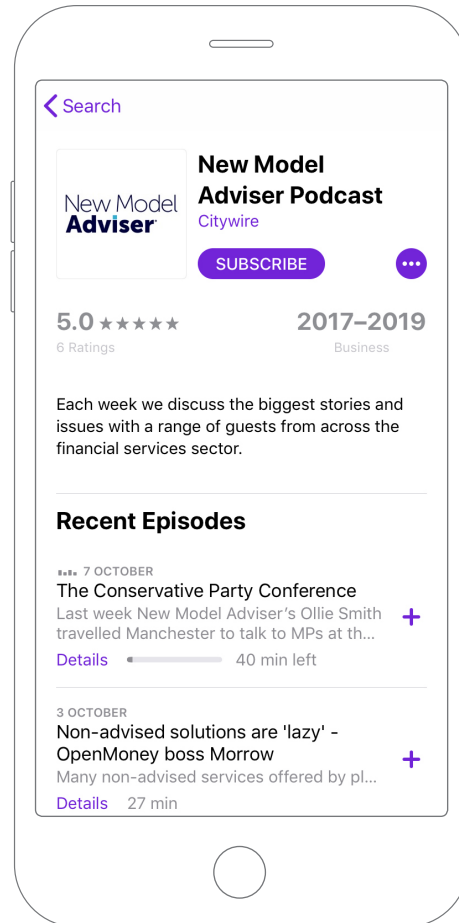 Search
New Model
Adviser
New Model
Adviser Podcast
Citywire
SUBSCRIBE
5.0 ★★★★★
6 Ratings
2017–2019
Business
Each week we discuss the biggest stories and
issues with a range of guests from across the
financial services sector.
Recent Episodes
7 OCTOBER
The Conservative Party Conference
Last week New Model Adviser's Ollie Smith
travelled Manchester to talk to MPs at th...
Details 40 min left
3 OCTOBER
Non-advised solutions are 'lazy' -
OpenMoney boss Morrow
Many non-advised services offered by pl...
Details 27 min